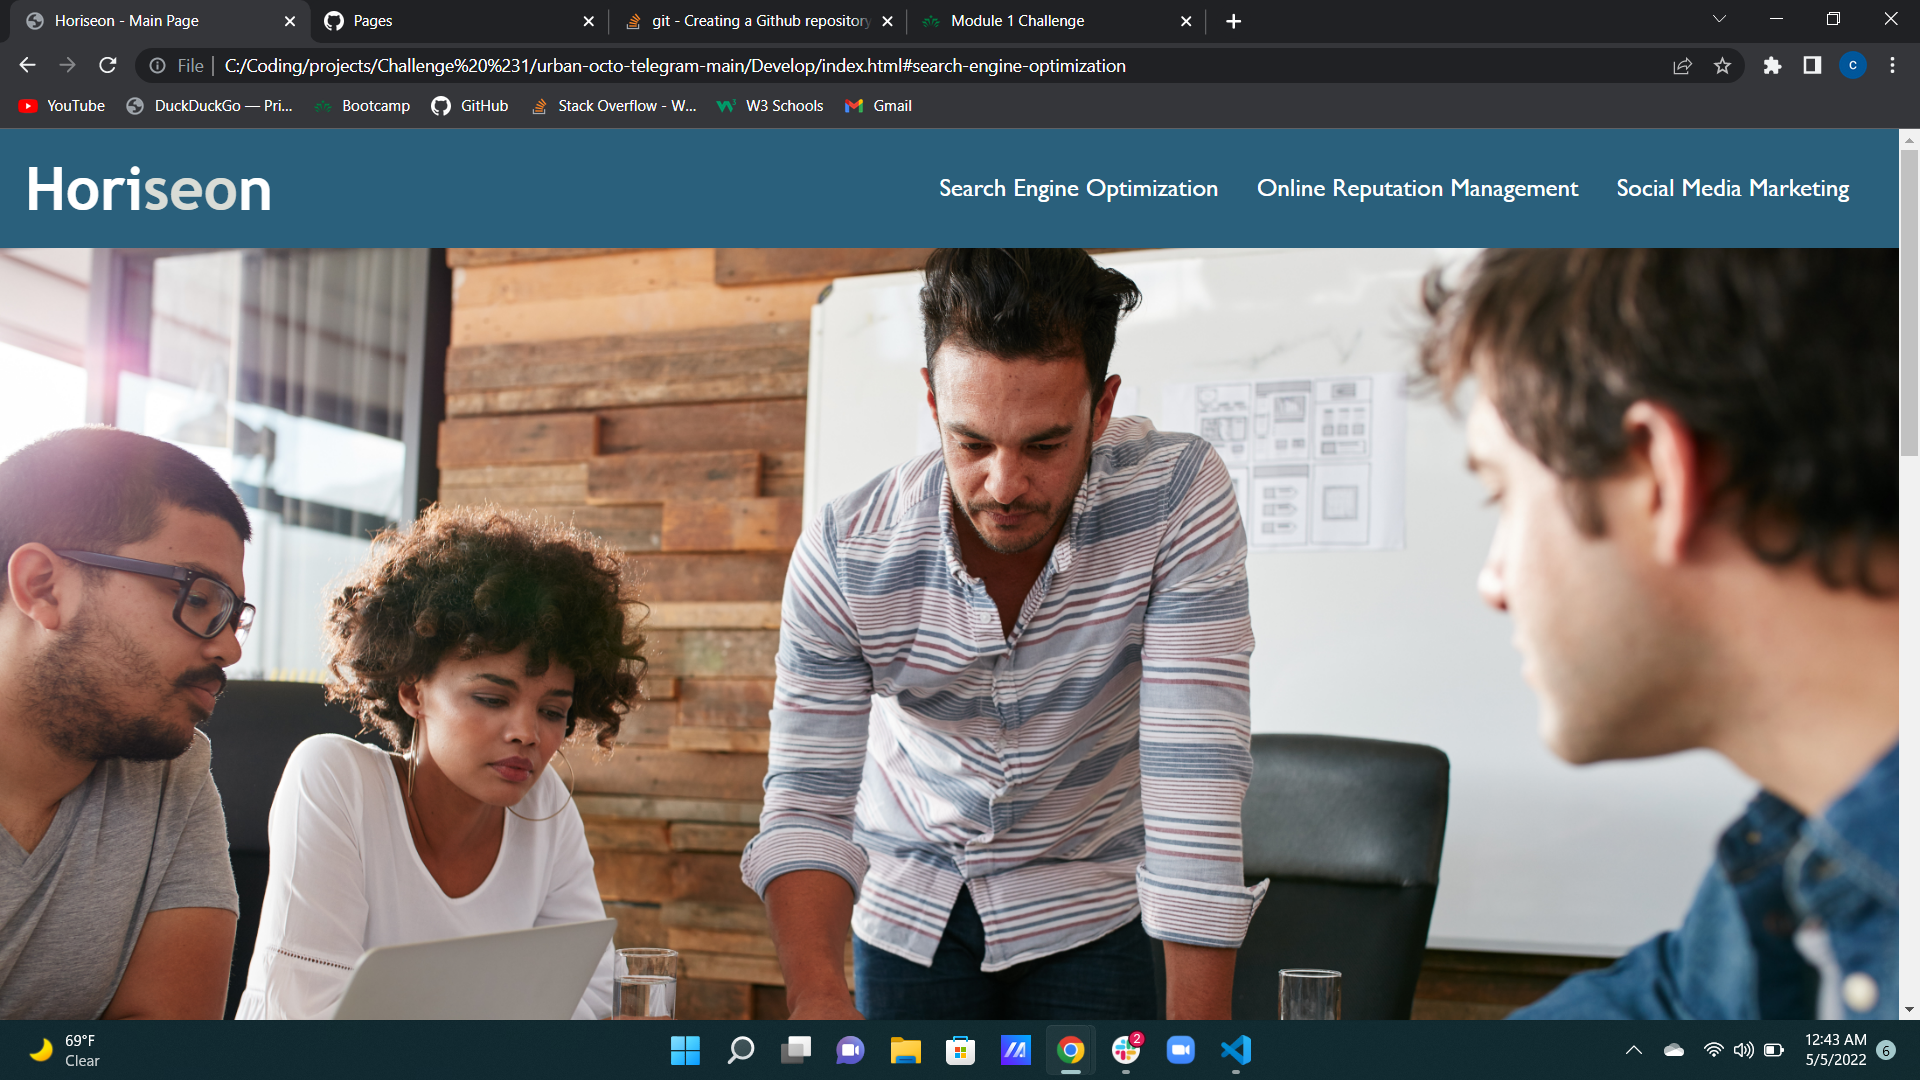 Horiseon - Main Page
Pages
git - Creating a Github repository
Module 1 Challenge
File
C:/Coding/projects/Challenge%20%231/urban-octo-telegram-main/Develop/index.html#search-engine-optimization
C
YouTube
DuckDuckGo — Pri...
Bootcamp
GitHub
Stack Overflow - W...
W3 Schools
Gmail
Horiseon
Search Engine Optimization
Online Reputation Management
Social Media Marketing
69°F
Clear
2
12:43 AM
5/5/2022
6